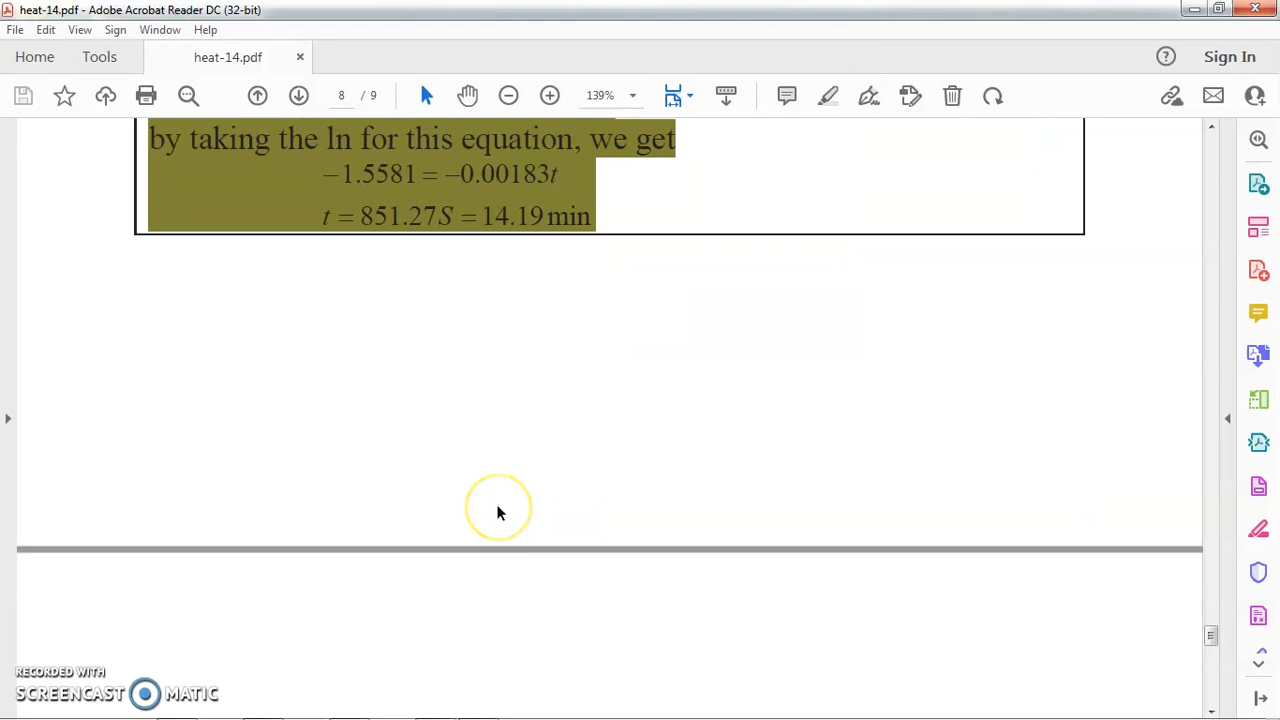 heat-14.pdf - Adobe Acrobat Reader DC (32-bit)
File Edit View Sign Window Help
Home Tools heat-14.pdf × Sign In
8 / 9 139%
by taking the ln for this equation, we get
−1.5581 = −0.00183t
t = 851.27S = 14.19 min
RECORDED WITH
SCREENCAST MATIC